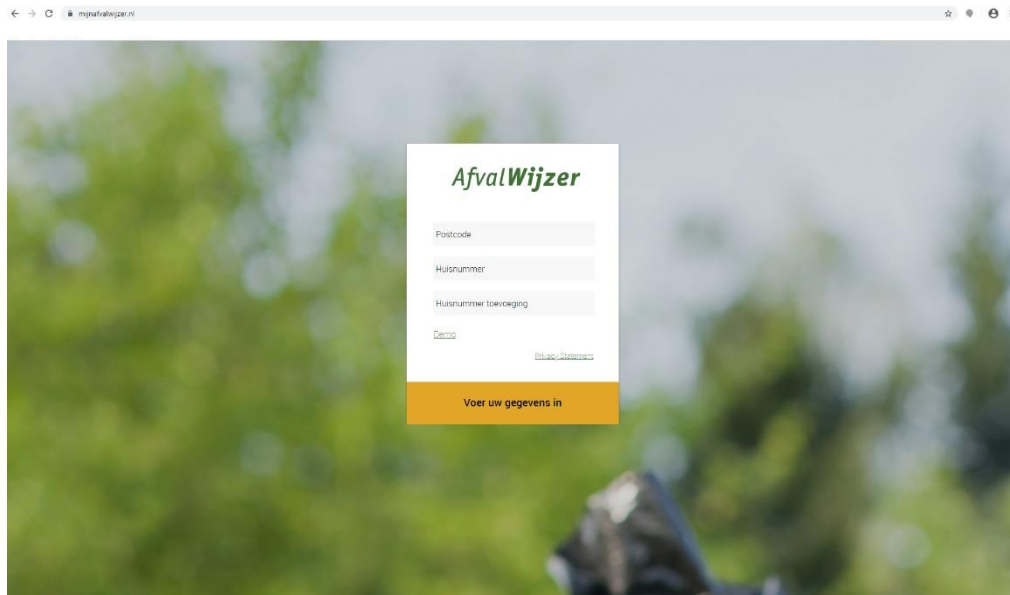 mijnafvalwijzer.nl
AfvalWijzer
Postcode
Huisnummer
Huisnummer toevoeging
Demo
Privacy Statement
Voer uw gegevens in